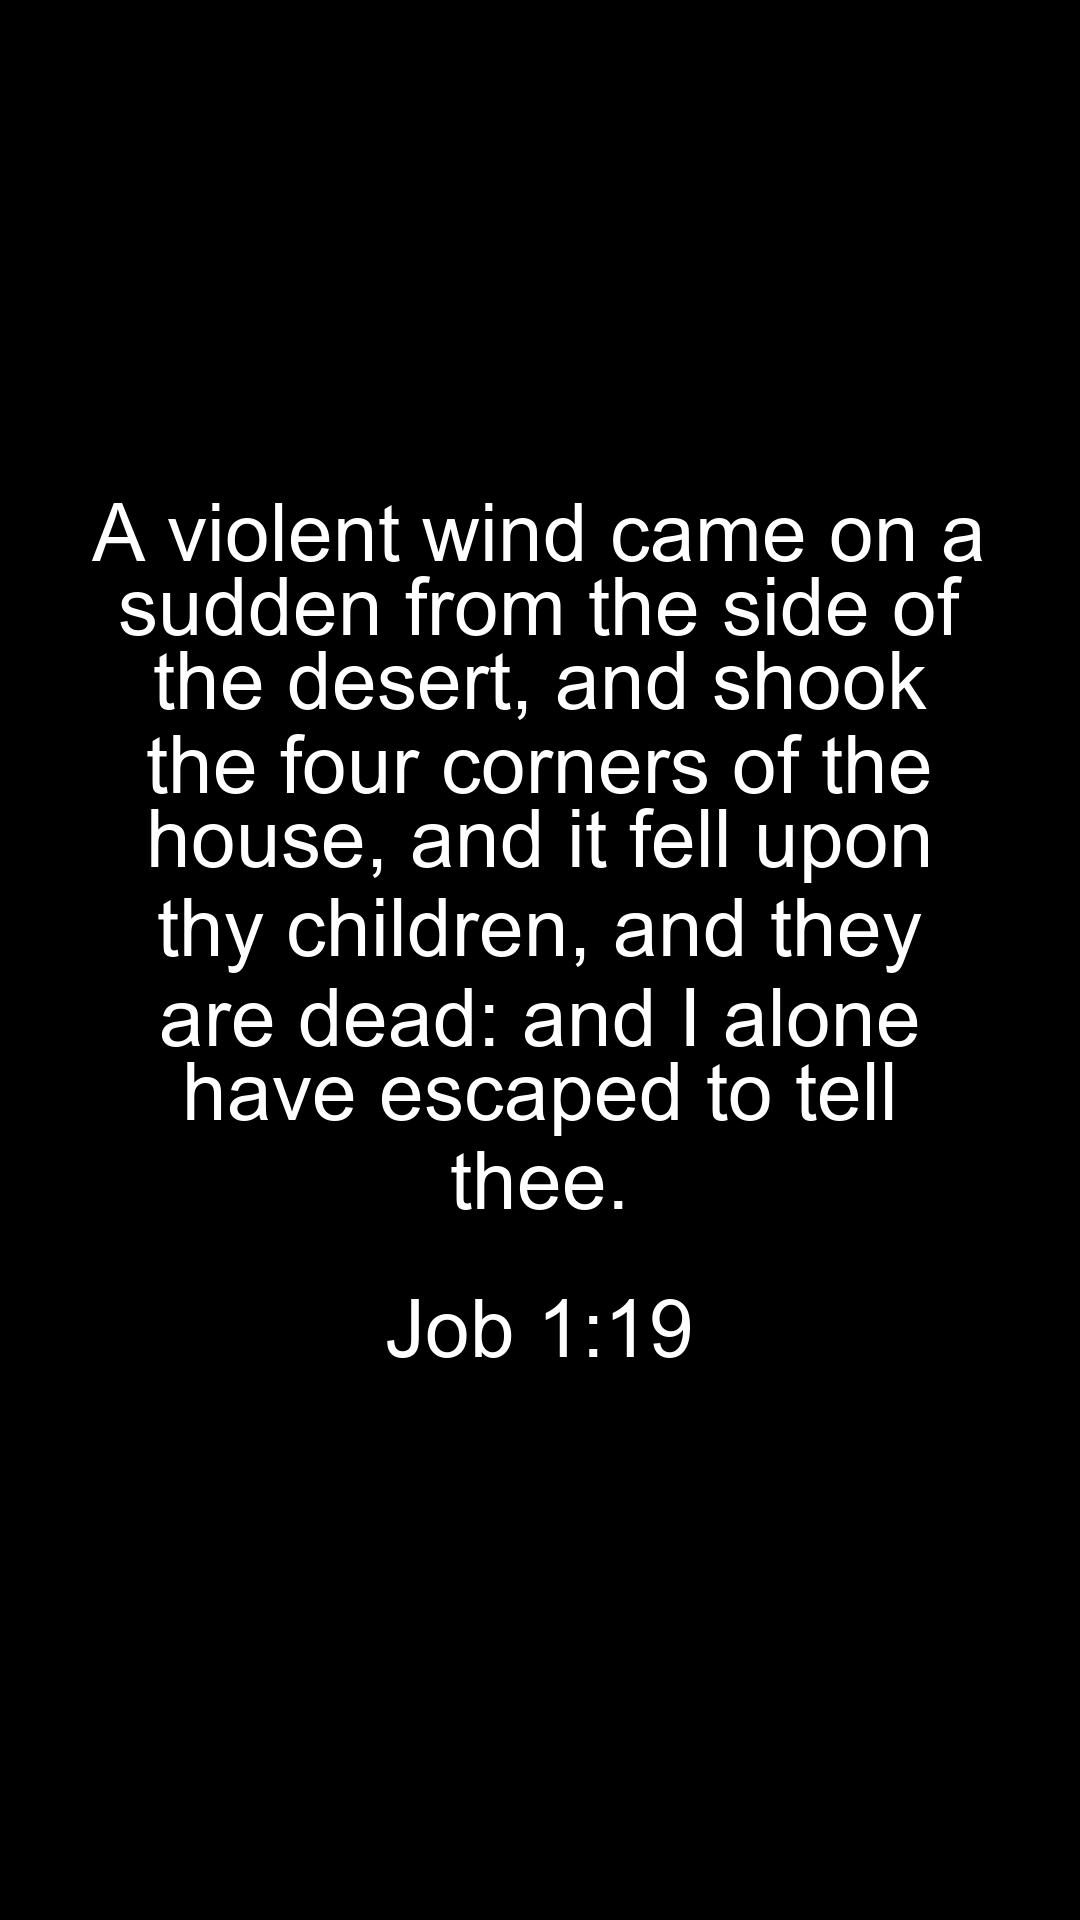 A violent wind came on a
sudden from the side of
the desert, and shook
the four corners of the
house, and it fell upon
thy children, and they
are dead: and I alone
have escaped to tell
thee.
Job 1:19